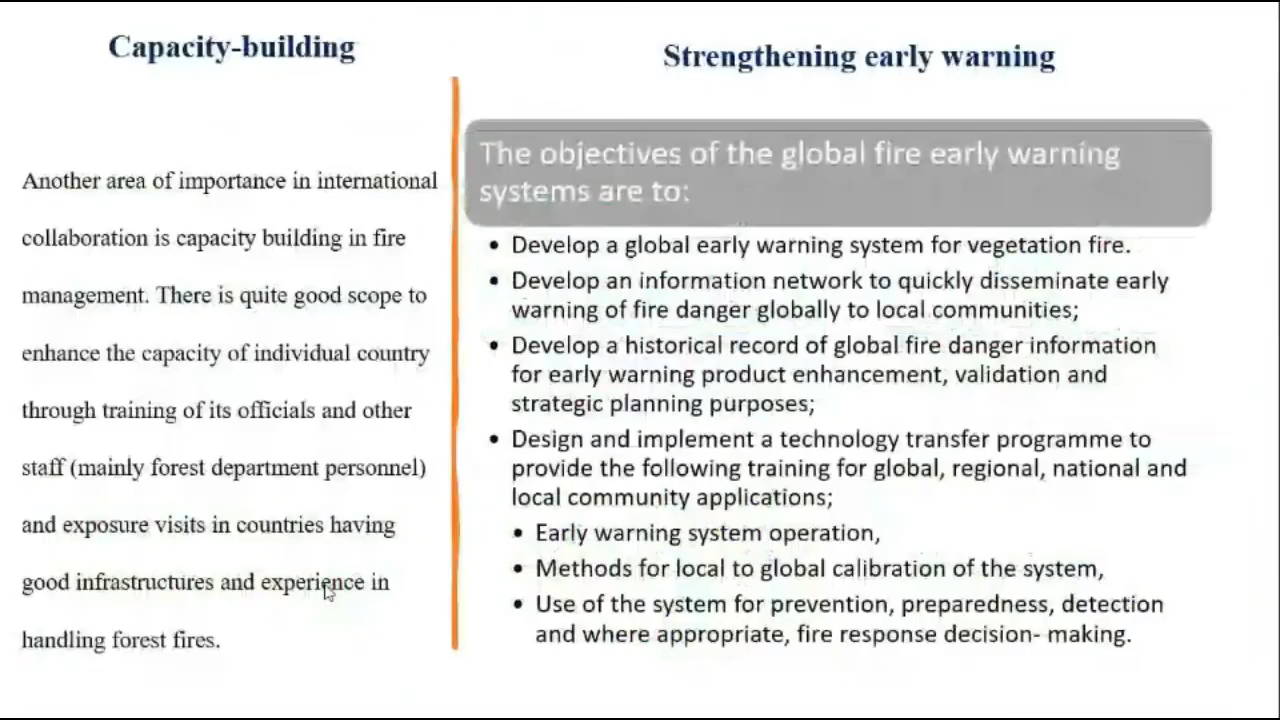 Capacity-building
Another area of importance in international
collaboration is capacity building in fire
management. There is quite good scope to
enhance the capacity of individual country
through training of its officials and other
staff (mainly forest department personnel)
and exposure visits in countries having
good infrastructures and experience in
handling forest fires.
Strengthening early warning
The objectives of the global fire early warning
systems are to:
• Develop a global early warning system for vegetation fire.
• Develop an information network to quickly disseminate early
warning of fire danger globally to local communities;
• Develop a historical record of global fire danger information
for early warning product enhancement, validation and
strategic planning purposes;
• Design and implement a technology transfer programme to
provide the following training for global, regional, national and
local community applications;
• Early warning system operation,
• Methods for local to global calibration of the system,
• Use of the system for prevention, preparedness, detection
and where appropriate, fire response decision- making.